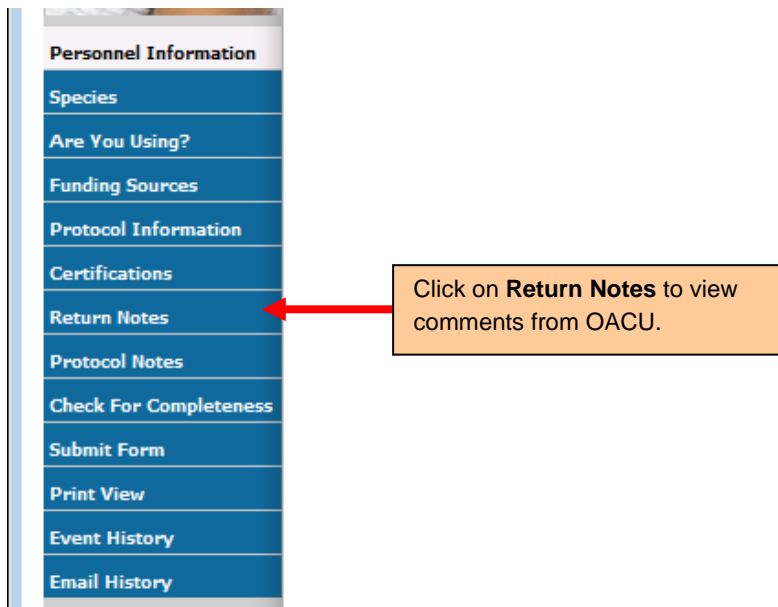 Personnel Information
Species
Are You Using?
Funding Sources
Protocol Information
Certifications
Return Notes
Protocol Notes
Check For Completeness
Submit Form
Print View
Event History
Email History
Click on Return Notes to view
comments from OACU.